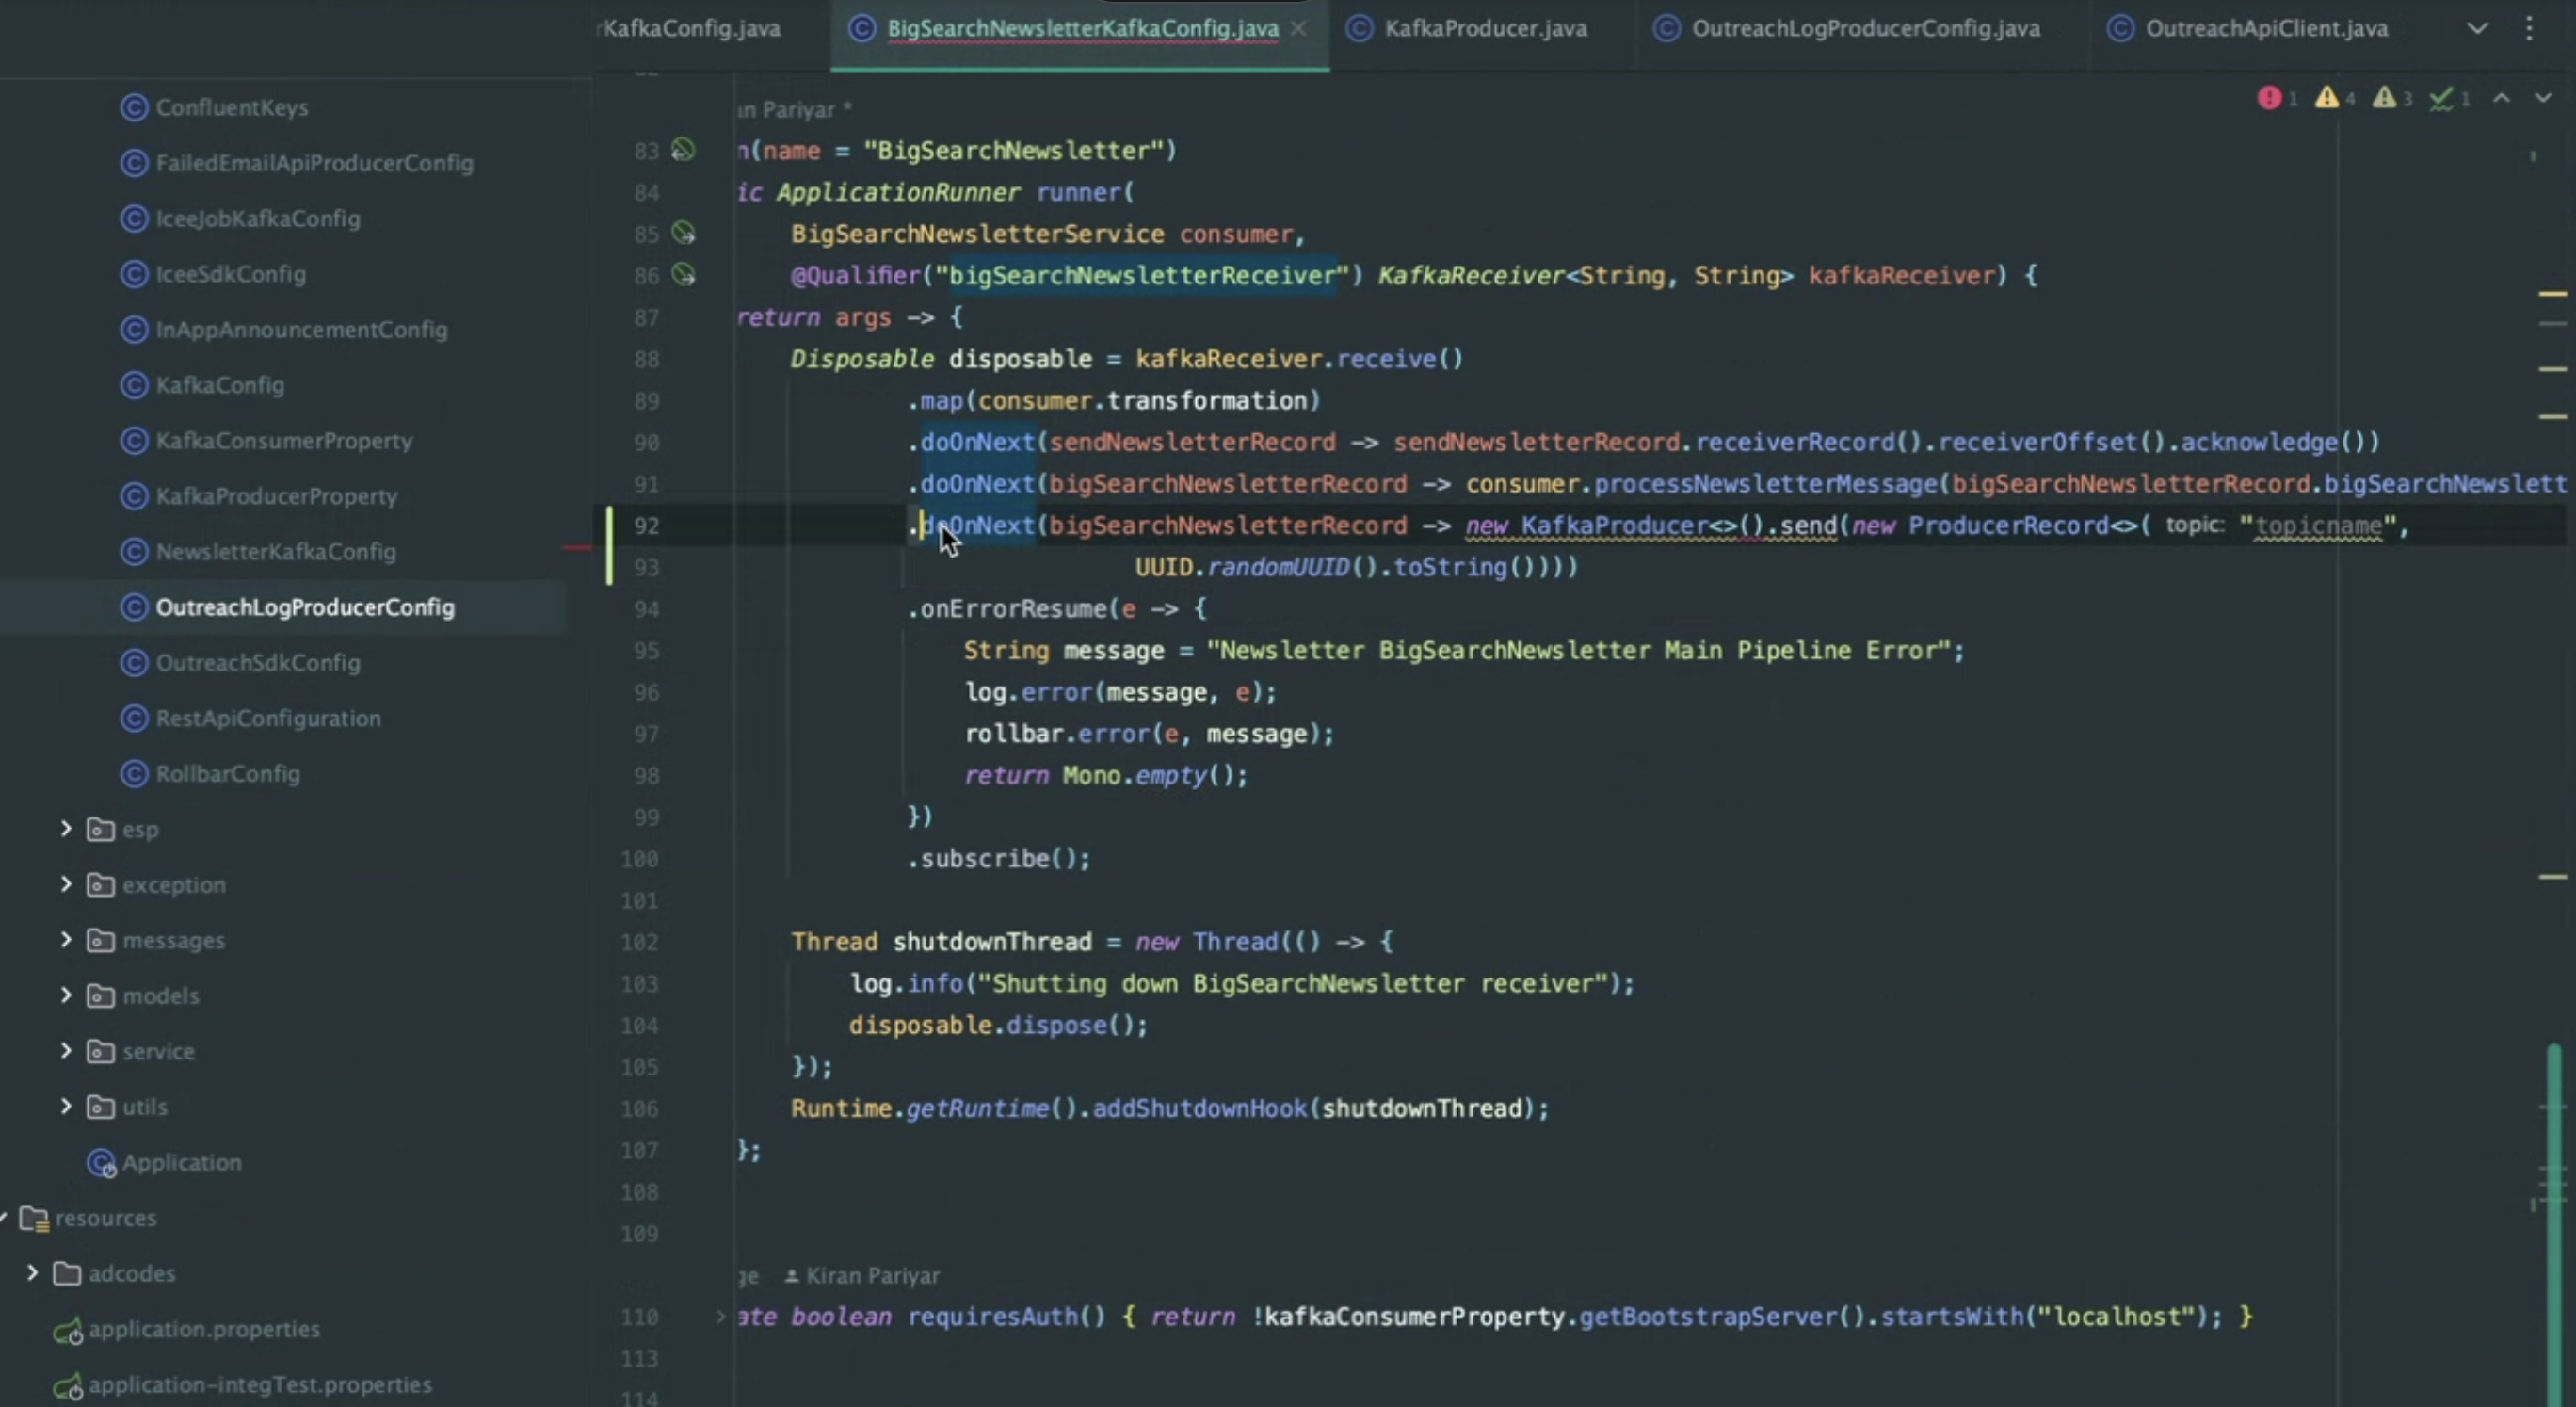 rKafkaConfig.java
BigSearchNewsletterKafkaConfig.java
KafkaProducer.java
OutreachLogProducerConfig.java
OutreachApiClient.java
ConfluentKeys
FailedEmailApiProducerConfig
IceeJobKafkaConfig
IceeSdkConfig
InAppAnnouncementConfig
KafkaConfig
KafkaConsumerProperty
KafkaProducerProperty
NewsletterKafkaConfig
OutreachLogProducerConfig
OutreachSdkConfig
RestApiConfiguration
RollbarConfig
esp
exception
messages
models
service
utils
Application
resources
adcodes
application.properties
application-integTest.properties
1 4 3 1
an Pariyar *
83 n(name = "BigSearchNewsletter")
84 ic ApplicationRunner runner(
85 BigSearchNewsletterService consumer,
86 @Qualifier("bigSearchNewsletterReceiver") KafkaReceiver<String, String> kafkaReceiver) {
87 return args -> {
88 Disposable disposable = kafkaReceiver.receive()
89 .map(consumer.transformation)
90 .doOnNext(sendNewsletterRecord -> sendNewsletterRecord.receiverRecord().receiverOffset().acknowledge())
91 .doOnNext(bigSearchNewsletterRecord -> consumer.processNewsletterMessage(bigSearchNewsletterRecord.bigSearchNewslett
92 .doOnNext(bigSearchNewsletterRecord -> new KafkaProducer<>().send(new ProducerRecord<>( topic: "topicname",
93 UUID.randomUUID().toString())))
94 .onErrorResume(e -> {
95 String message = "Newsletter BigSearchNewsletter Main Pipeline Error";
96 log.error(message, e);
97 rollbar.error(e, message);
98 return Mono.empty();
99 })
100 .subscribe();
101
102 Thread shutdownThread = new Thread(() -> {
103 log.info("Shutting down BigSearchNewsletter receiver");
104 disposable.dispose();
105 });
106 Runtime.getRuntime().addShutdownHook(shutdownThread);
107 };
108
109
ge Kiran Pariyar
110 ate boolean requiresAuth() { return !kafkaConsumerProperty.getBootstrapServer().startsWith("localhost"); }
113
114